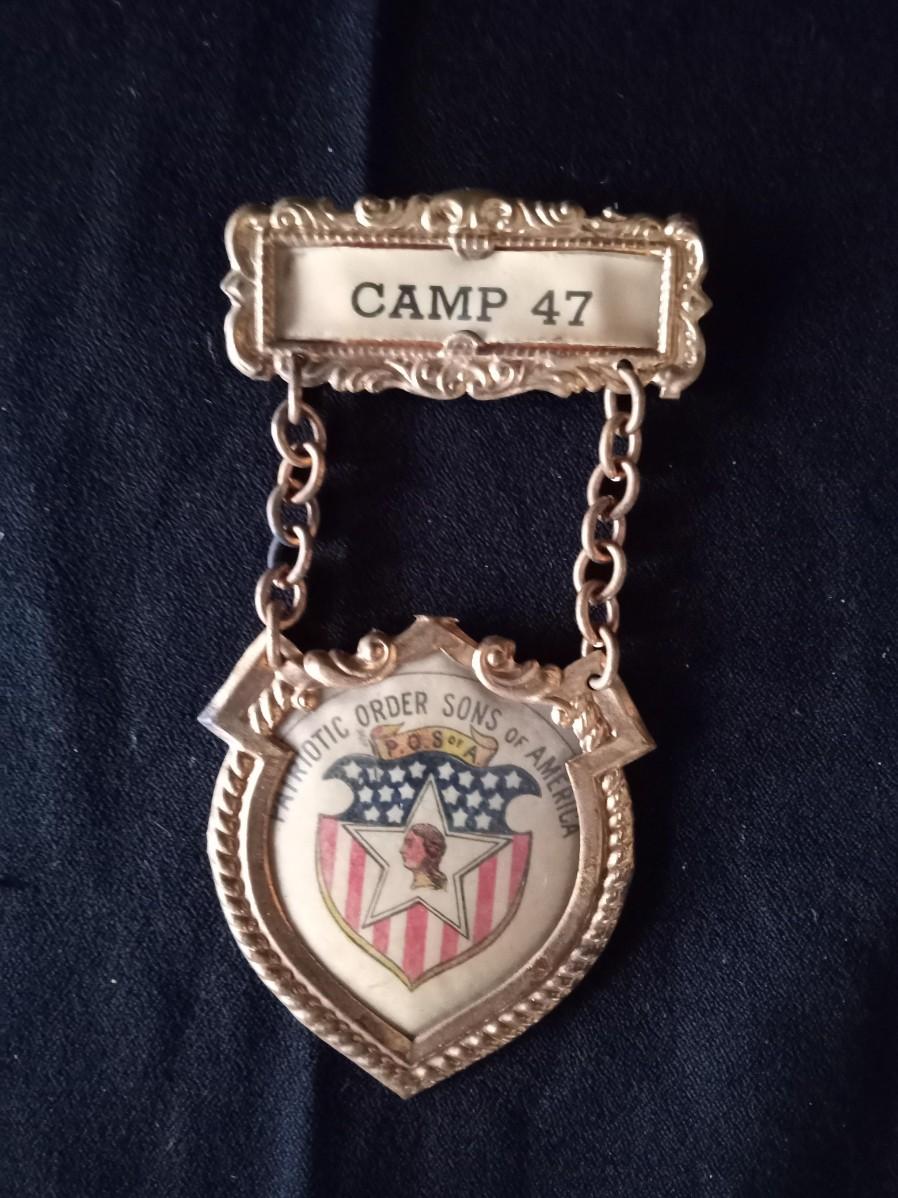 CAMP 47
PATRIOTIC ORDER SONS OF AMERICA
P.O.S OF A